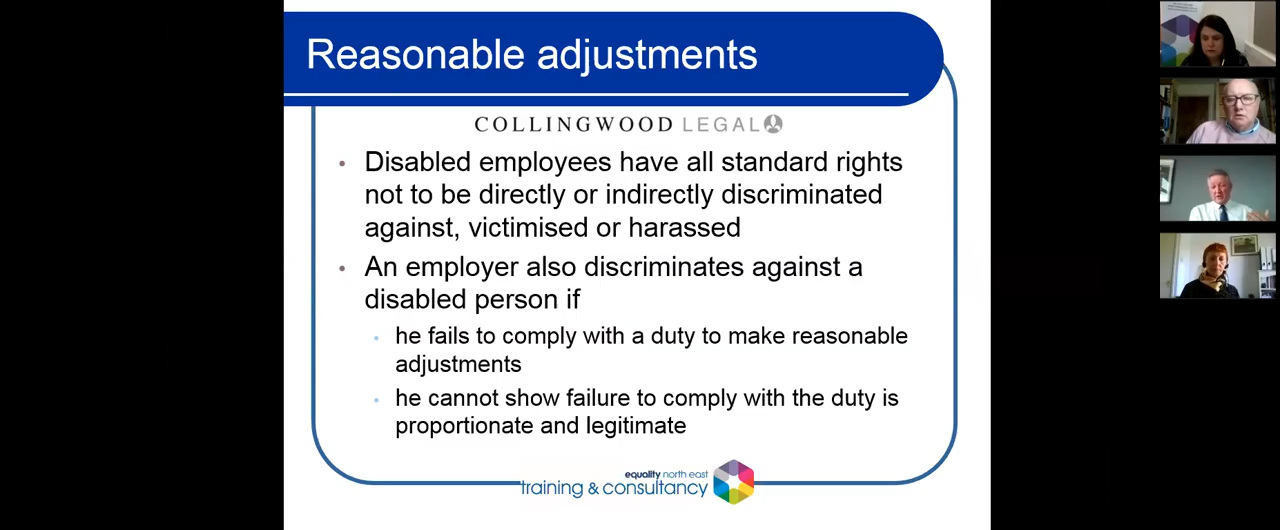 Reasonable adjustments
COLLINGWOOD LEGAL
• Disabled employees have all standard rights
not to be directly or indirectly discriminated
against, victimised or harassed
• An employer also discriminates against a
disabled person if
• he fails to comply with a duty to make reasonable
adjustments
• he cannot show failure to comply with the duty is
proportionate and legitimate
equality north east
training & consultancy